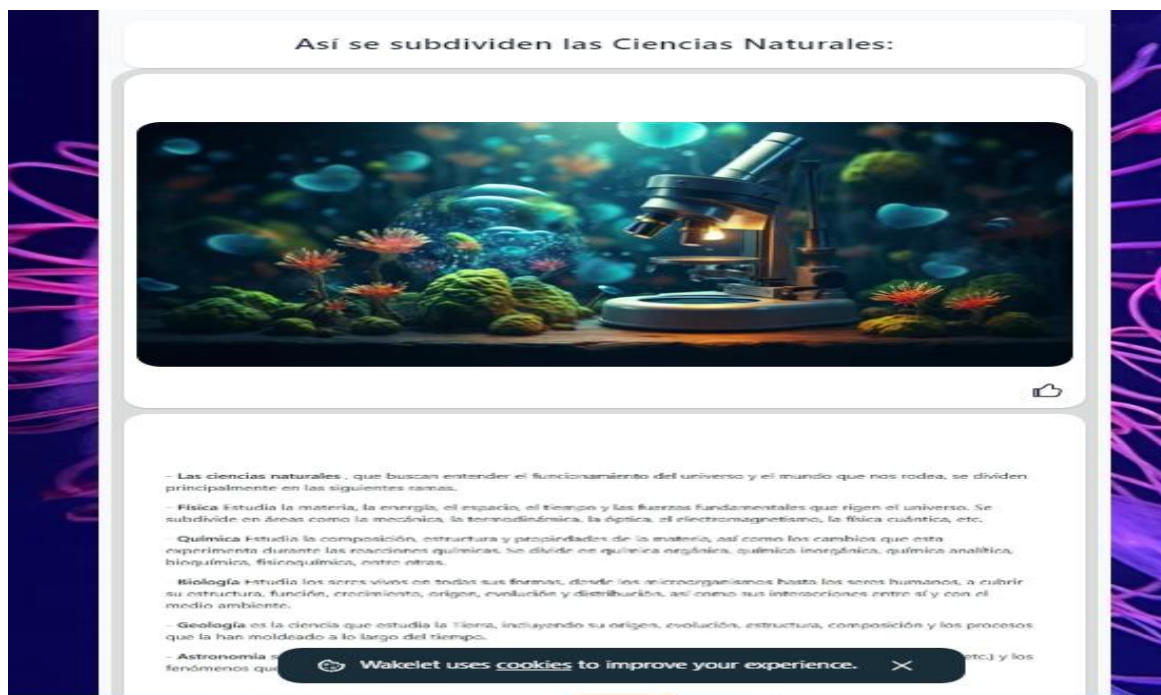 Así se subdividen las Ciencias Naturales:
- Las ciencias naturales , que buscan entender el funcionamiento del universo y el mundo que nos rodea, se dividen
principalmente en las siguientes ramas.
- Física Estudia la materia, la energía, el espacio, el tiempo y las fuerzas fundamentales que rigen el universo. Se
subdivide en áreas como la mecánica, la termodinámica, la óptica, el electromagnetismo, la física cuántica, etc.
- Química Estudia la composición, estructura y propiedades de la materia, así como los cambios que esta
experimenta durante las reacciones químicas. Se divide en química orgánica, química inorgánica, química analítica,
bioquímica, fisicoquímica, entre otras.
- Biología Estudia los seres vivos en todas sus formas, desde los microorganismos hasta los seres humanos, a cubrir
su estructura, función, crecimiento, origen, evolución y distribución, así como sus interacciones entre sí y con el
medio ambiente.
- Geología es la ciencia que estudia la Tierra, incluyendo su origen, evolución, estructura, composición y los procesos
que la han moldeado a lo largo del tiempo.
- Astronomía etc.) y los
fenómenos
Wakelet uses cookies to improve your experience.